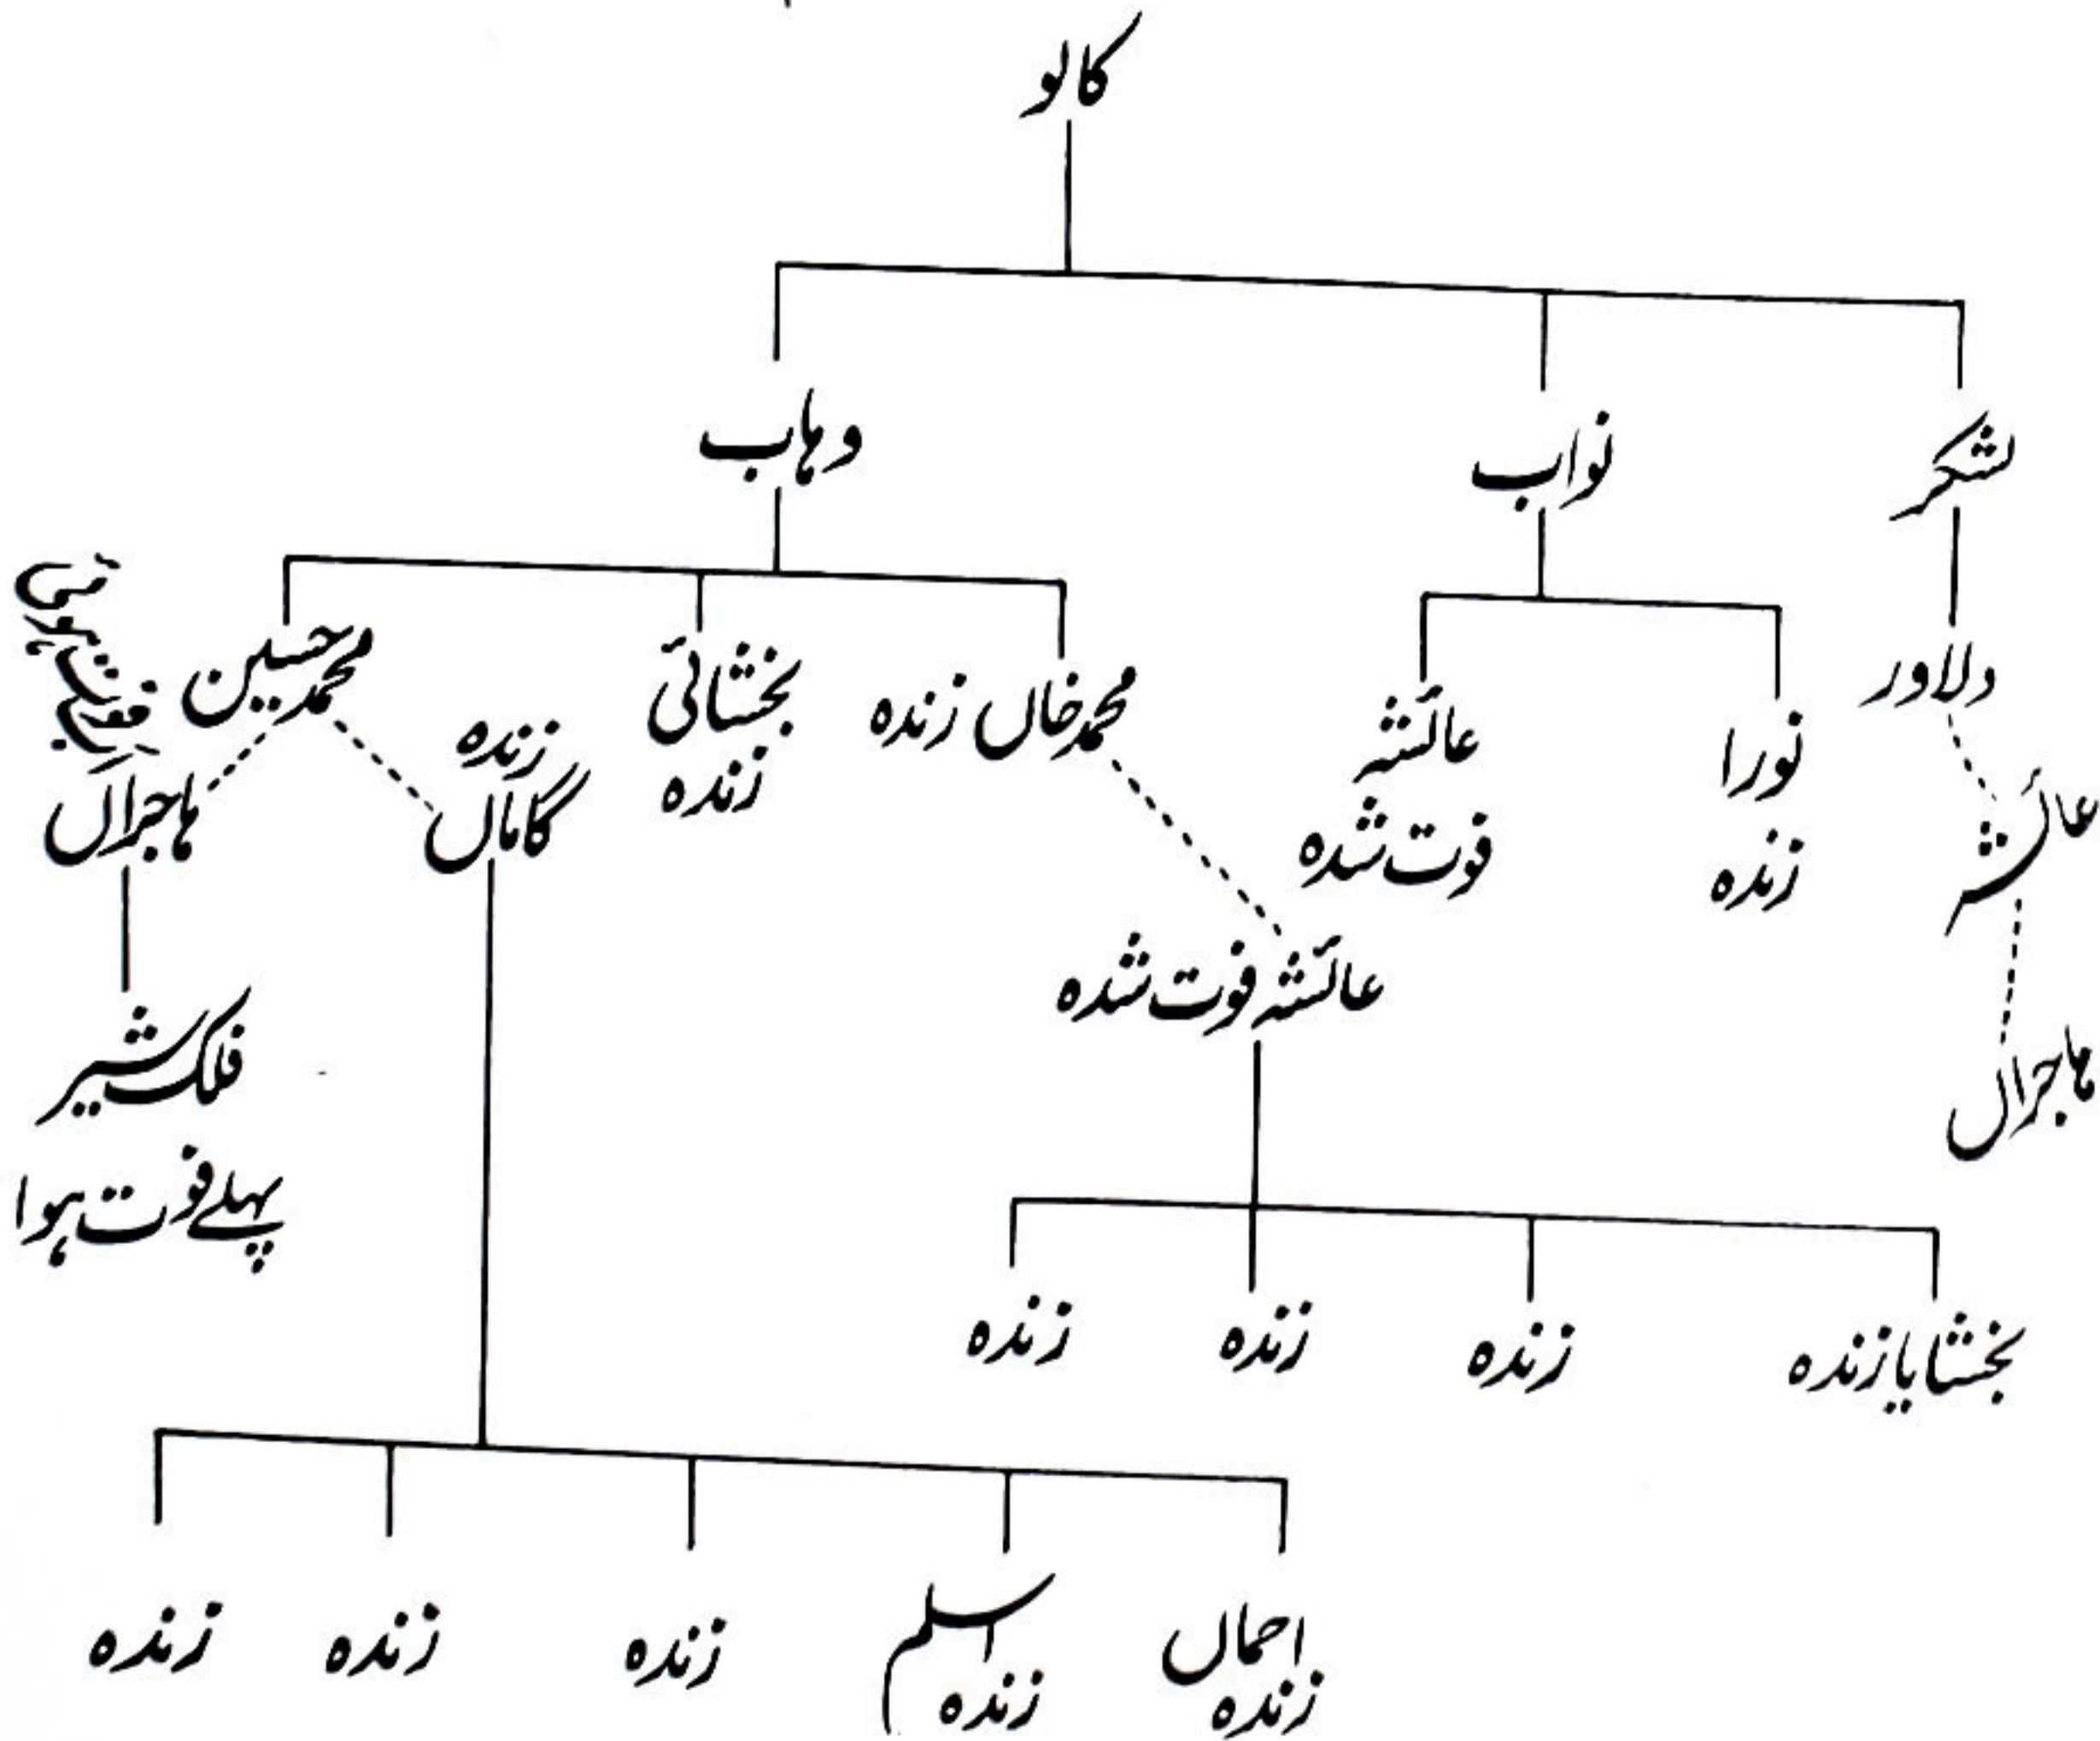 کالو
لشکر
نواب
وہاب
دلاور
نورا
زندہ
عائشہ
فوت شدہ
محمد خاں زندہ
بخشائی
زندہ
محمد حسین
عائشہ
ہاجراں
عائشہ فوت شدہ
گاماں
زندہ
ہاجراں
فلک شیر
پہلے فوت ہوا
بخشایا زندہ
زندہ
زندہ
زندہ
احماں
زندہ
اسلم
زندہ
زندہ
زندہ
زندہ